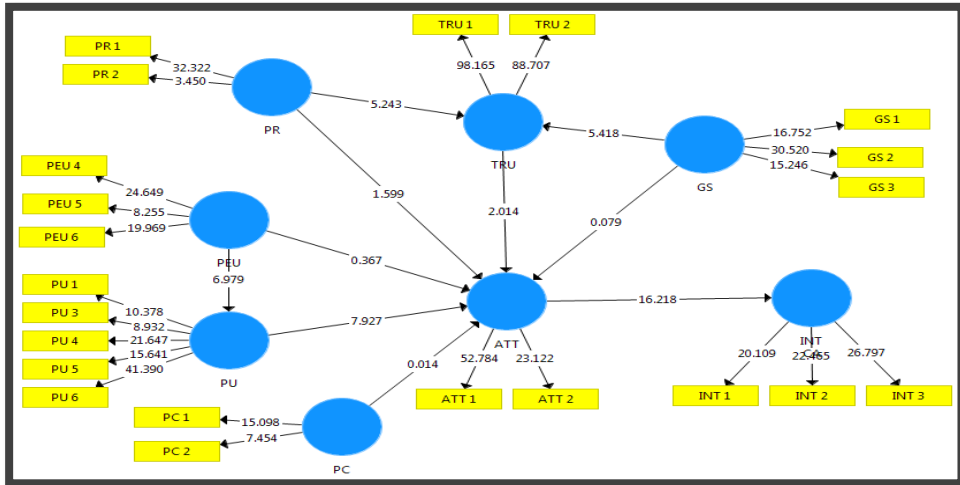 TRU 1
TRU 2
PR 1
PR 2
32.322
3.450
98.165
88.707
PR
5.243
TRU
5.418
GS
16.752
30.520
15.246
GS 1
GS 2
GS 3
PEU 4
PEU 5
PEU 6
24.649
8.255
19.969
1.599
2.014
0.079
PEU
6.979
0.367
PU 1
PU 3
PU 4
PU 5
PU 6
10.378
8.932
21.647
15.641
41.390
PU
7.927
ATT
16.218
INT
0.014
52.784
23.122
20.109
22.465
26.797
ATT 1
ATT 2
INT 1
INT 2
INT 3
PC 1
PC 2
15.098
7.454
PC